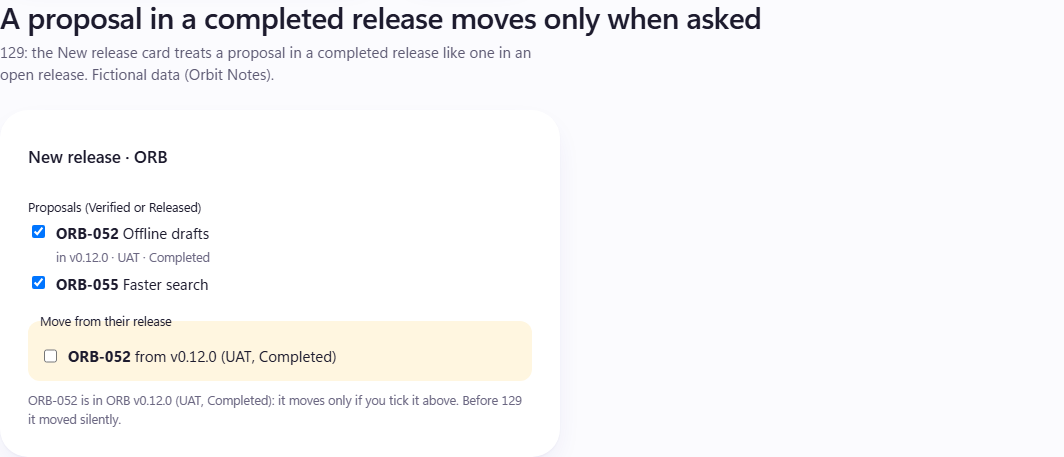 A proposal in a completed release moves only when asked
129: the New release card treats a proposal in a completed release like one in an
open release. Fictional data (Orbit Notes).
New release · ORB
Proposals (Verified or Released)
ORB-052 Offline drafts
in v0.12.0 · UAT · Completed
ORB-055 Faster search
Move from their release
ORB-052 from v0.12.0 (UAT, Completed)
ORB-052 is in ORB v0.12.0 (UAT, Completed): it moves only if you tick it above. Before 129
it moved silently.